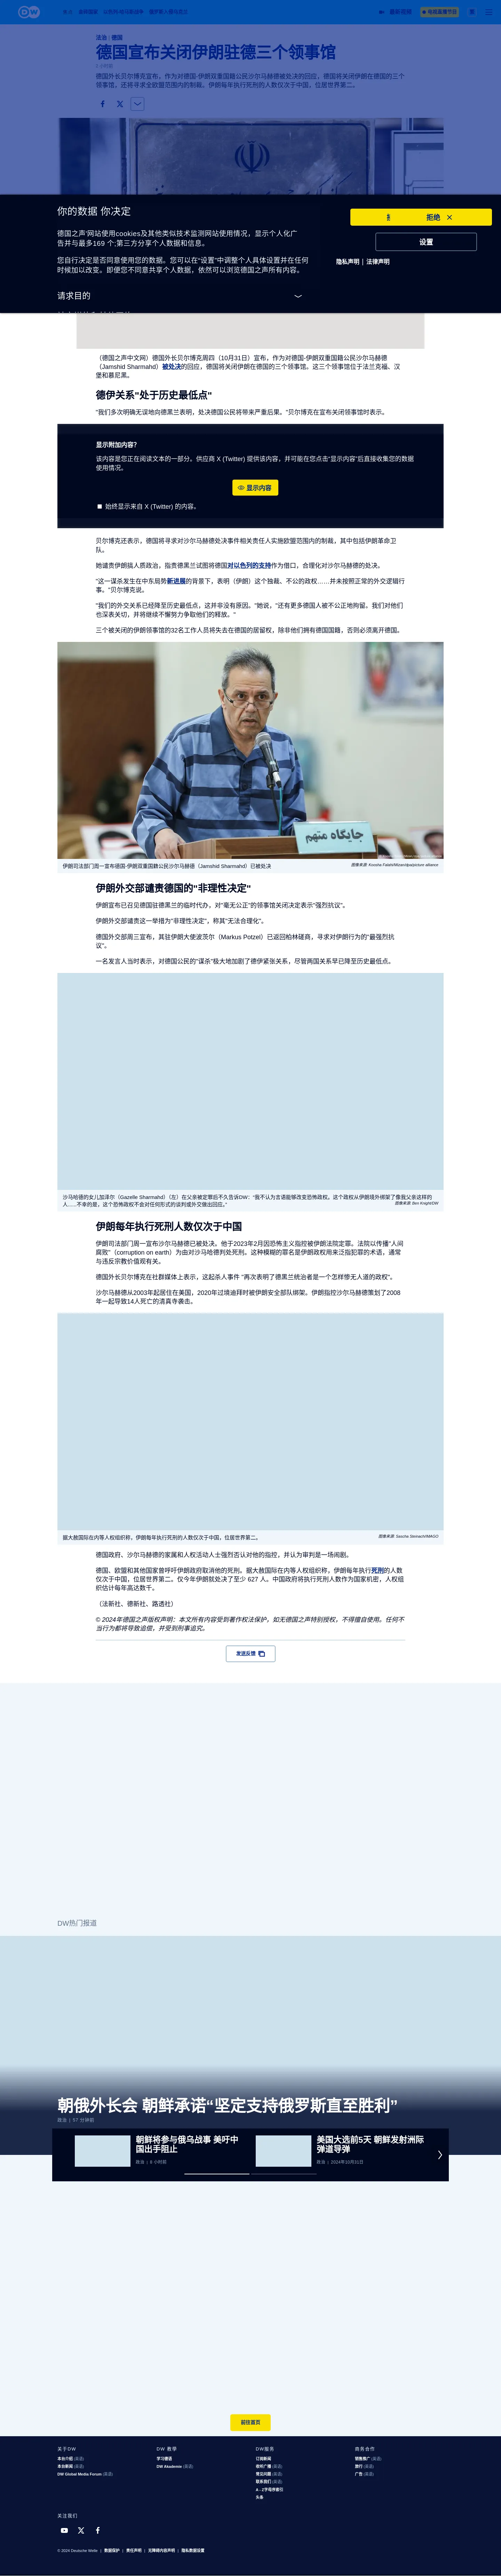 法治 / 德国
德国宣布关闭伊朗驻德三个领事馆
德国外长贝尔博克宣布，作为对德国-伊朗双重国籍公民沙尔马赫德被处决的回应，德国将关闭伊朗在德国的三个
领事馆，还将寻求全欧盟范围内的制裁。伊朗每年执行死刑的人数仅次于中国，位居世界第二。
你的数据 你决定
德国之声'网站使用cookies及其他类似技术监测网站使用情况，显示个人化广
告并与最多169 个;第三方分享个人数据和信息。
您自行决定是否同意使用您的数据。您可以在"设置"中调整个人具体设置并在任何
时候加以改变。即使您不同意共享个人数据，依然可以浏览德国之声所有内容。
请求目的
拒绝
设置
隐私声明 | 法律声明
（德国之声中文网）德国外长贝尔博克周四（10月31日）宣布，作为对德国-伊朗双重国籍公民沙尔马赫德
（Jamshid Sharmahd）被处决的回应，德国将关闭伊朗在德国的三个领事馆。这三个领事馆位于法兰克福、汉
堡和慕尼黑。
德伊关系"处于历史最低点"
"我们多次明确无误地向德黑兰表明，处决德国公民将带来严重后果。"贝尔博克在宣布关闭领事馆时表示。
显示附加内容?
该内容是您正在阅读文本的一部分。供应商 X (Twitter) 提供该内容，并可能在您点击"显示内容"后直接收集您的数据
使用情况。
显示内容
始终显示来自 X (Twitter) 的内容。
贝尔博克还表示，德国将寻求对沙尔马赫德处决事件相关责任人实施欧盟范围内的制裁，其中包括伊朗革命卫
队。
她谴责伊朗搞人质政治，指责德黑兰试图将德国对以色列的支持作为借口，合理化对沙尔马赫德的处决。
"这一谋杀发生在中东局势新进展的背景下，表明（伊朗）这个独裁、不公的政权……并未按照正常的外交逻辑行
事。"贝尔博克说。
"我们的外交关系已经降至历史最低点，这并非没有原因。"她说，"还有更多德国人被不公正地拘留。我们对他们
也深表关切，并将继续不懈努力争取他们的释放。"
三个被关闭的伊朗领事馆的32名工作人员将失去在德国的居留权，除非他们拥有德国国籍，否则必须离开德国。
جایگاه متهم
伊朗司法部门周一宣布德国-伊朗双重国籍公民沙尔马赫德（Jamshid Sharmahd）已被处决
图像来源: Koosha Falahi/Mizan/dpa/picture alliance
伊朗外交部谴责德国的"非理性决定"
伊朗宣布已召见德国驻德黑兰的临时代办，对"毫无公正"的领事馆关闭决定表示"强烈抗议"。
伊朗外交部谴责这一举措为"非理性决定"，称其"无法合理化"。
德国外交部周三宣布，其驻伊朗大使波茨尔（Markus Potzel）已返回柏林磋商，寻求对伊朗行为的"最强烈抗
议"。
一名发言人当时表示，对德国公民的"谋杀"极大地加剧了德伊紧张关系，尽管两国关系早已降至历史最低点。
沙马哈德的女儿加泽尔（Gazelle Sharmahd）（左）在父亲被定罪后不久告诉DW：“我不认为言语能够改变恐怖政权。这个政权从伊朗境外绑架了像我父亲这样的
人……不幸的是，这个恐怖政权不会对任何形式的谈判或外交做出回应。”
图像来源: Ben Knight/DW
伊朗每年执行死刑人数仅次于中国
伊朗司法部门周一宣布沙尔马赫德已被处决。他于2023年2月因恐怖主义指控被伊朗法院定罪。法院以传播"人间
腐败"（corruption on earth）为由对沙马哈德判处死刑。这种模糊的罪名是伊朗政权用来泛指犯罪的术语，通常
与违反宗教价值观有关。
德国外长贝尔博克在社群媒体上表示，这起杀人事件 "再次表明了德黑兰统治者是一个怎样惨无人道的政权"。
沙尔马赫德从2003年起居住在美国，2020年过境迪拜时被伊朗安全部队绑架。伊朗指控沙尔马赫德策划了2008
年一起导致14人死亡的清真寺袭击。
据大赦国际在内等人权组织称，伊朗每年执行死刑的人数仅次于中国，位居世界第二。
图像来源: Sascha Steinach/IMAGO
德国政府、沙尔马赫德的家属和人权活动人士强烈否认对他的指控，并认为审判是一场闹剧。
德国、欧盟和其他国家曾呼吁伊朗政府取消他的死刑。据大赦国际在内等人权组织称，伊朗每年执行死刑的人数
仅次于中国，位居世界第二。仅今年伊朗就处决了至少 627 人。中国政府将执行死刑人数作为国家机密，人权组
织估计每年高达数千。
（法新社、德新社、路透社）
© 2024年德国之声版权声明：本文所有内容受到著作权法保护，如无德国之声特别授权，不得擅自使用。任何不
当行为都将导致追偿，并受到刑事追究。
发送反馈
DW热门报道
朝俄外长会 朝鲜承诺“坚定支持俄罗斯直至胜利”
政治 | 57 分钟前
朝鲜将参与俄乌战事 美吁中
国出手阻止
政治 | 6 小时前
美国大选前5天 朝鲜发射洲际
弹道导弹
政治 | 2024年10月31日
前往首页
关于DW
本台介绍 (英语)
本台新闻 (英语)
DW Global Media Forum (英语)
DW 教学
学习德语
DW Akademie (英语)
DW服务
订阅新闻
收听广播 (英语)
常见问题 (英语)
联系我们 (英语)
A - Z字母序索引
头条
商务合作
销售推广 (英语)
旅行 (英语)
广告 (英语)
关注我们
© 2024 Deutsche Welle | 数据保护 | 责任声明 | 无障碍内容声明 | 隐私数据设置